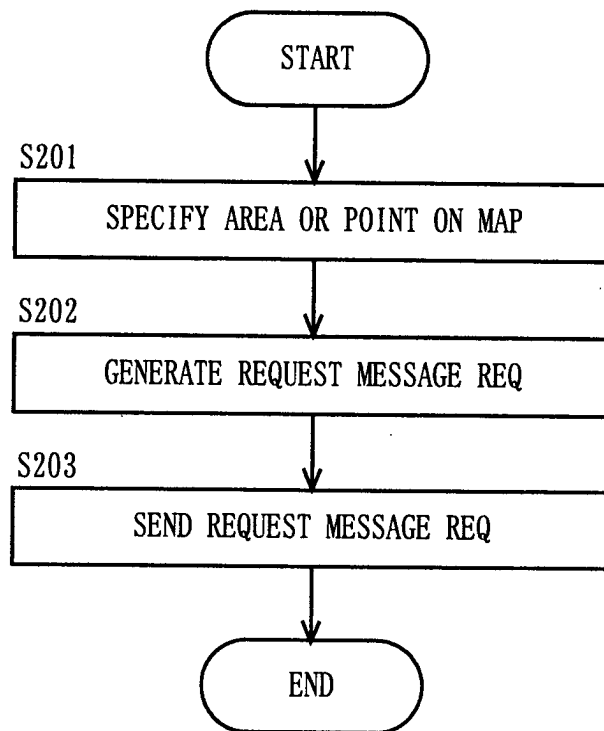 START
S201
SPECIFY AREA OR POINT ON MAP
S202
GENERATE REQUEST MESSAGE REQ
S203
SEND REQUEST MESSAGE REQ
END